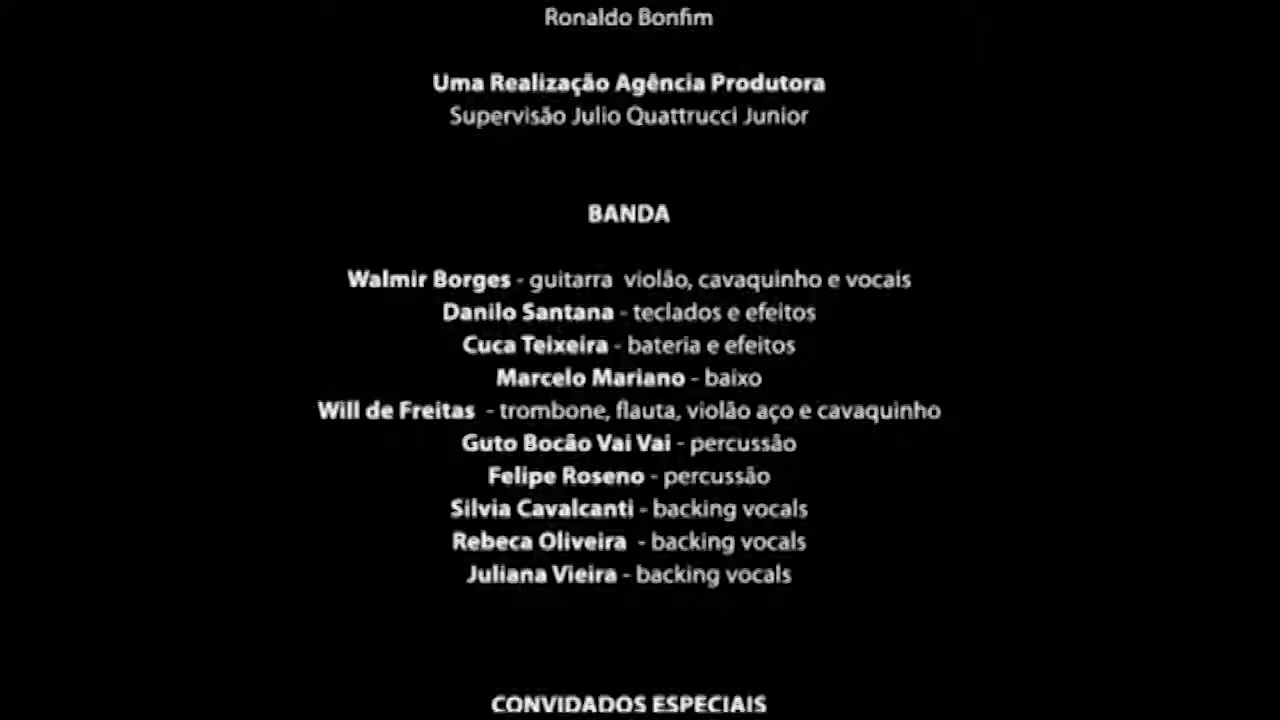 Ronaldo Bonfim
Uma Realização Agência Produtora
Supervisão Julio Quattrucci Junior
BANDA
Walmir Borges - guitarra violão, cavaquinho e vocais
Danilo Santana - teclados e efeitos
Cuca Teixeira - bateria e efeitos
Marcelo Mariano - baixo
Will de Freitas - trombone, flauta, violão aço e cavaquinho
Guto Bocão Vai Vai - percussão
Felipe Roseno - percussão
Silvia Cavalcanti - backing vocals
Rebeca Oliveira - backing vocals
Juliana Vieira - backing vocals
CONVIDADOS ESPECIAIS